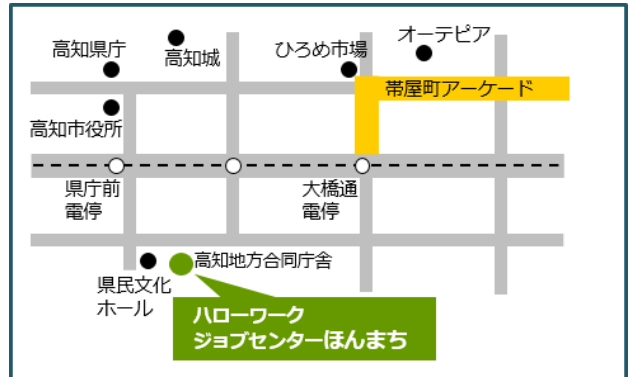 オーテピア
高知県庁
高知城
ひろめ市場
帯屋町アーケード
高知市役所
県庁前
電停
大橋通
電停
高知地方合同庁舎
県民文化
ホール
ハローワーク
ジョブセンターほんまち